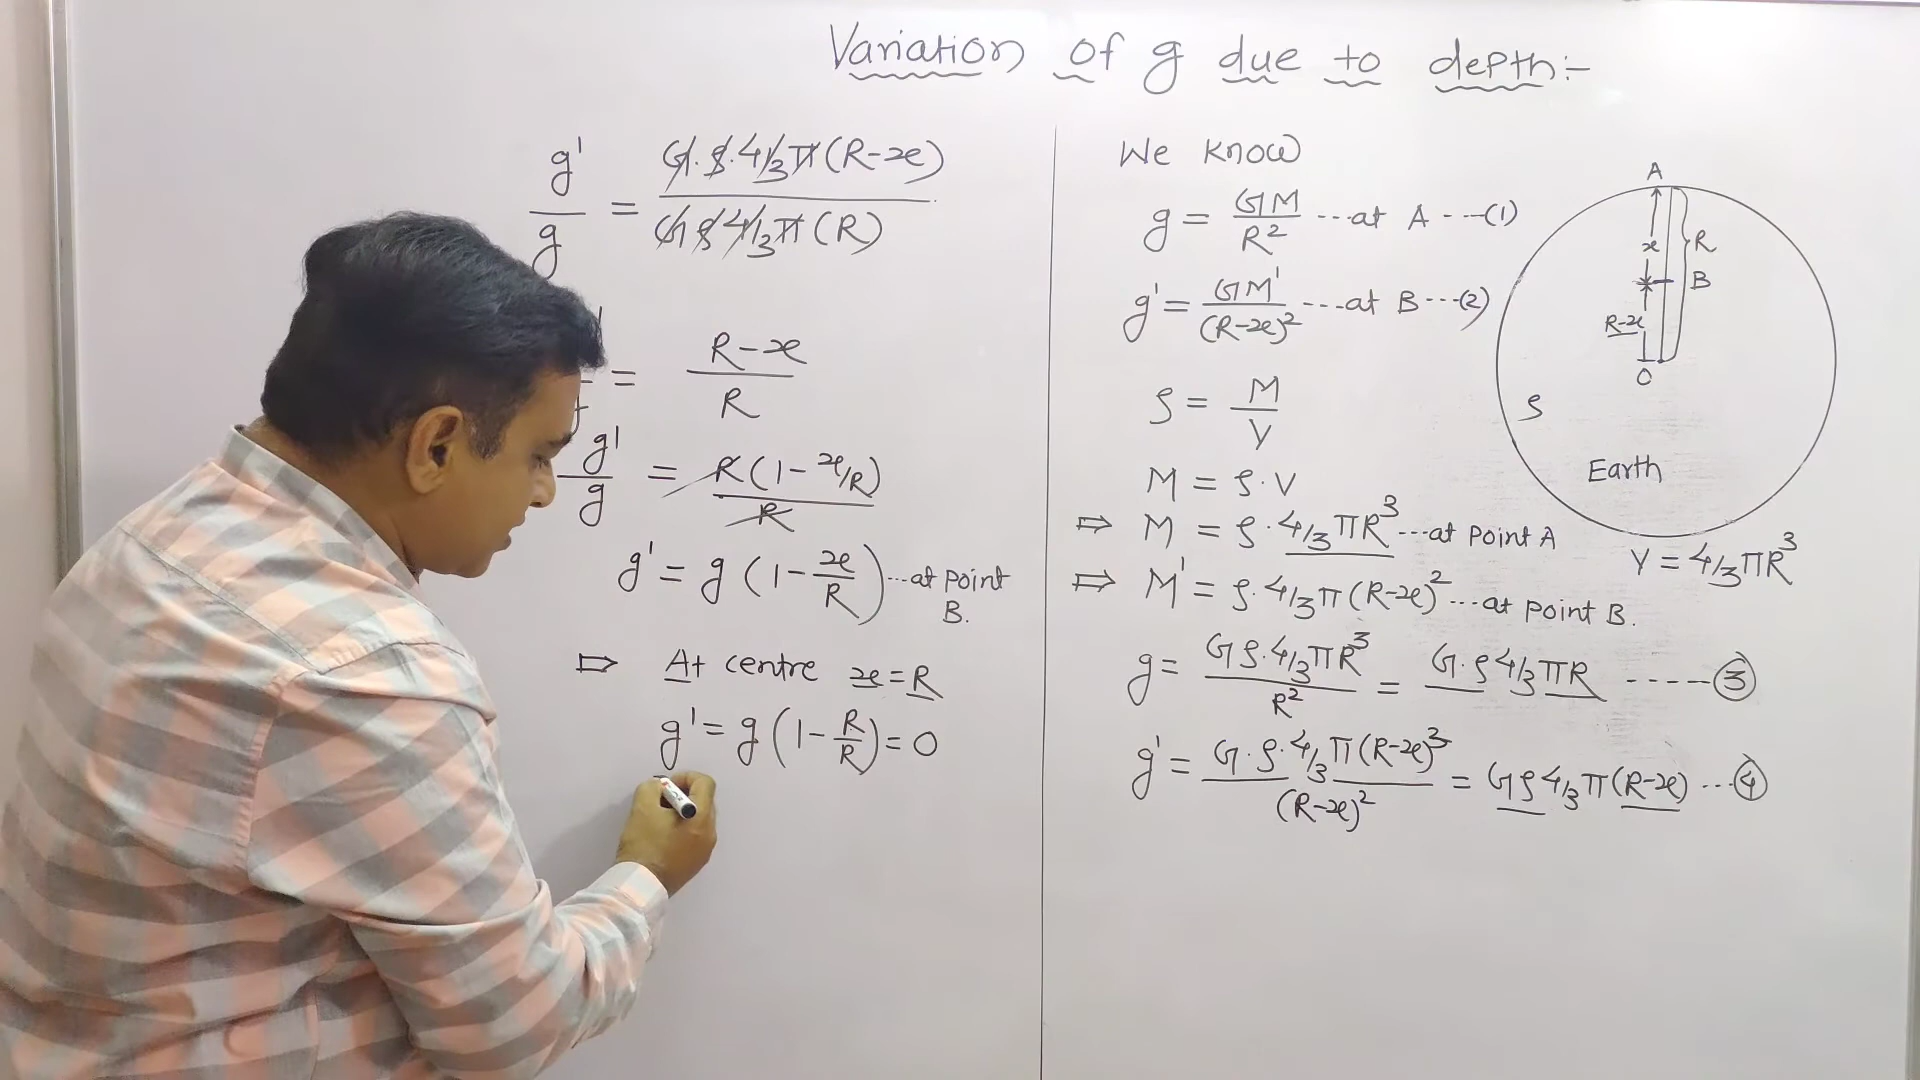 Variation of g due to depth:-
g'/g = G.ρ.4/3π(R-x) / Gρ4/3π(R)
= R-x / R
g'/g = R(1-x/R) / R
g' = g(1-x/R)...at point B.
⇒ At centre x=R
g' = g(1-R/R) = 0
We know
g = GM/R² ...at A ----(1)
g' = GM'/(R-x)² ...at B ...(2)
ρ = M/V
M = ρ.V
⇒ M = ρ.4/3πR³ ...at point A
⇒ M' = ρ.4/3π(R-x)² ...at point B.
g = Gρ.4/3πR³ / R² = G.ρ4/3πR -----③
g' = G.ρ.4/3π(R-x)³ / (R-x)² = Gρ4/3π(R-x) ...④
A
x
R
B
R-x
O
ρ
Earth
V = 4/3πR³